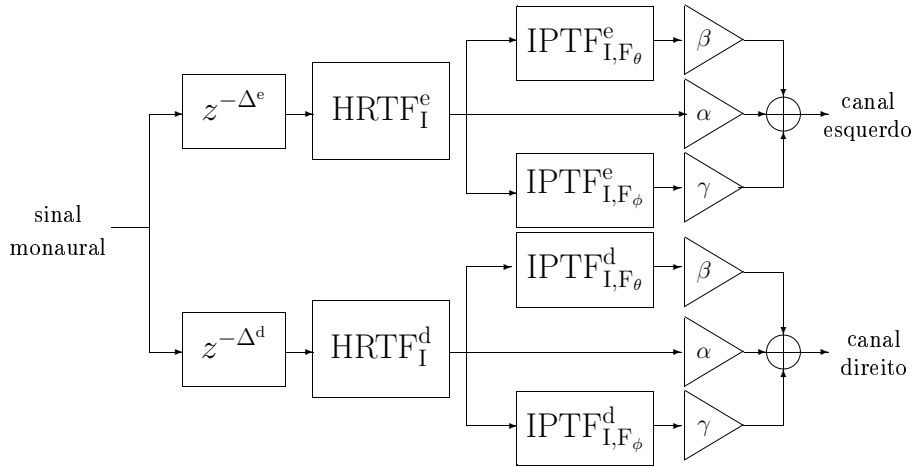 IPTF^e_{I,F_θ}
β
z^{-Δ^e}
HRTF^e_I
α
canal
esquerdo
IPTF^e_{I,F_ϕ}
γ
sinal
monaural
IPTF^d_{I,F_θ}
β
z^{-Δ^d}
HRTF^d_I
α
canal
direito
IPTF^d_{I,F_ϕ}
γ